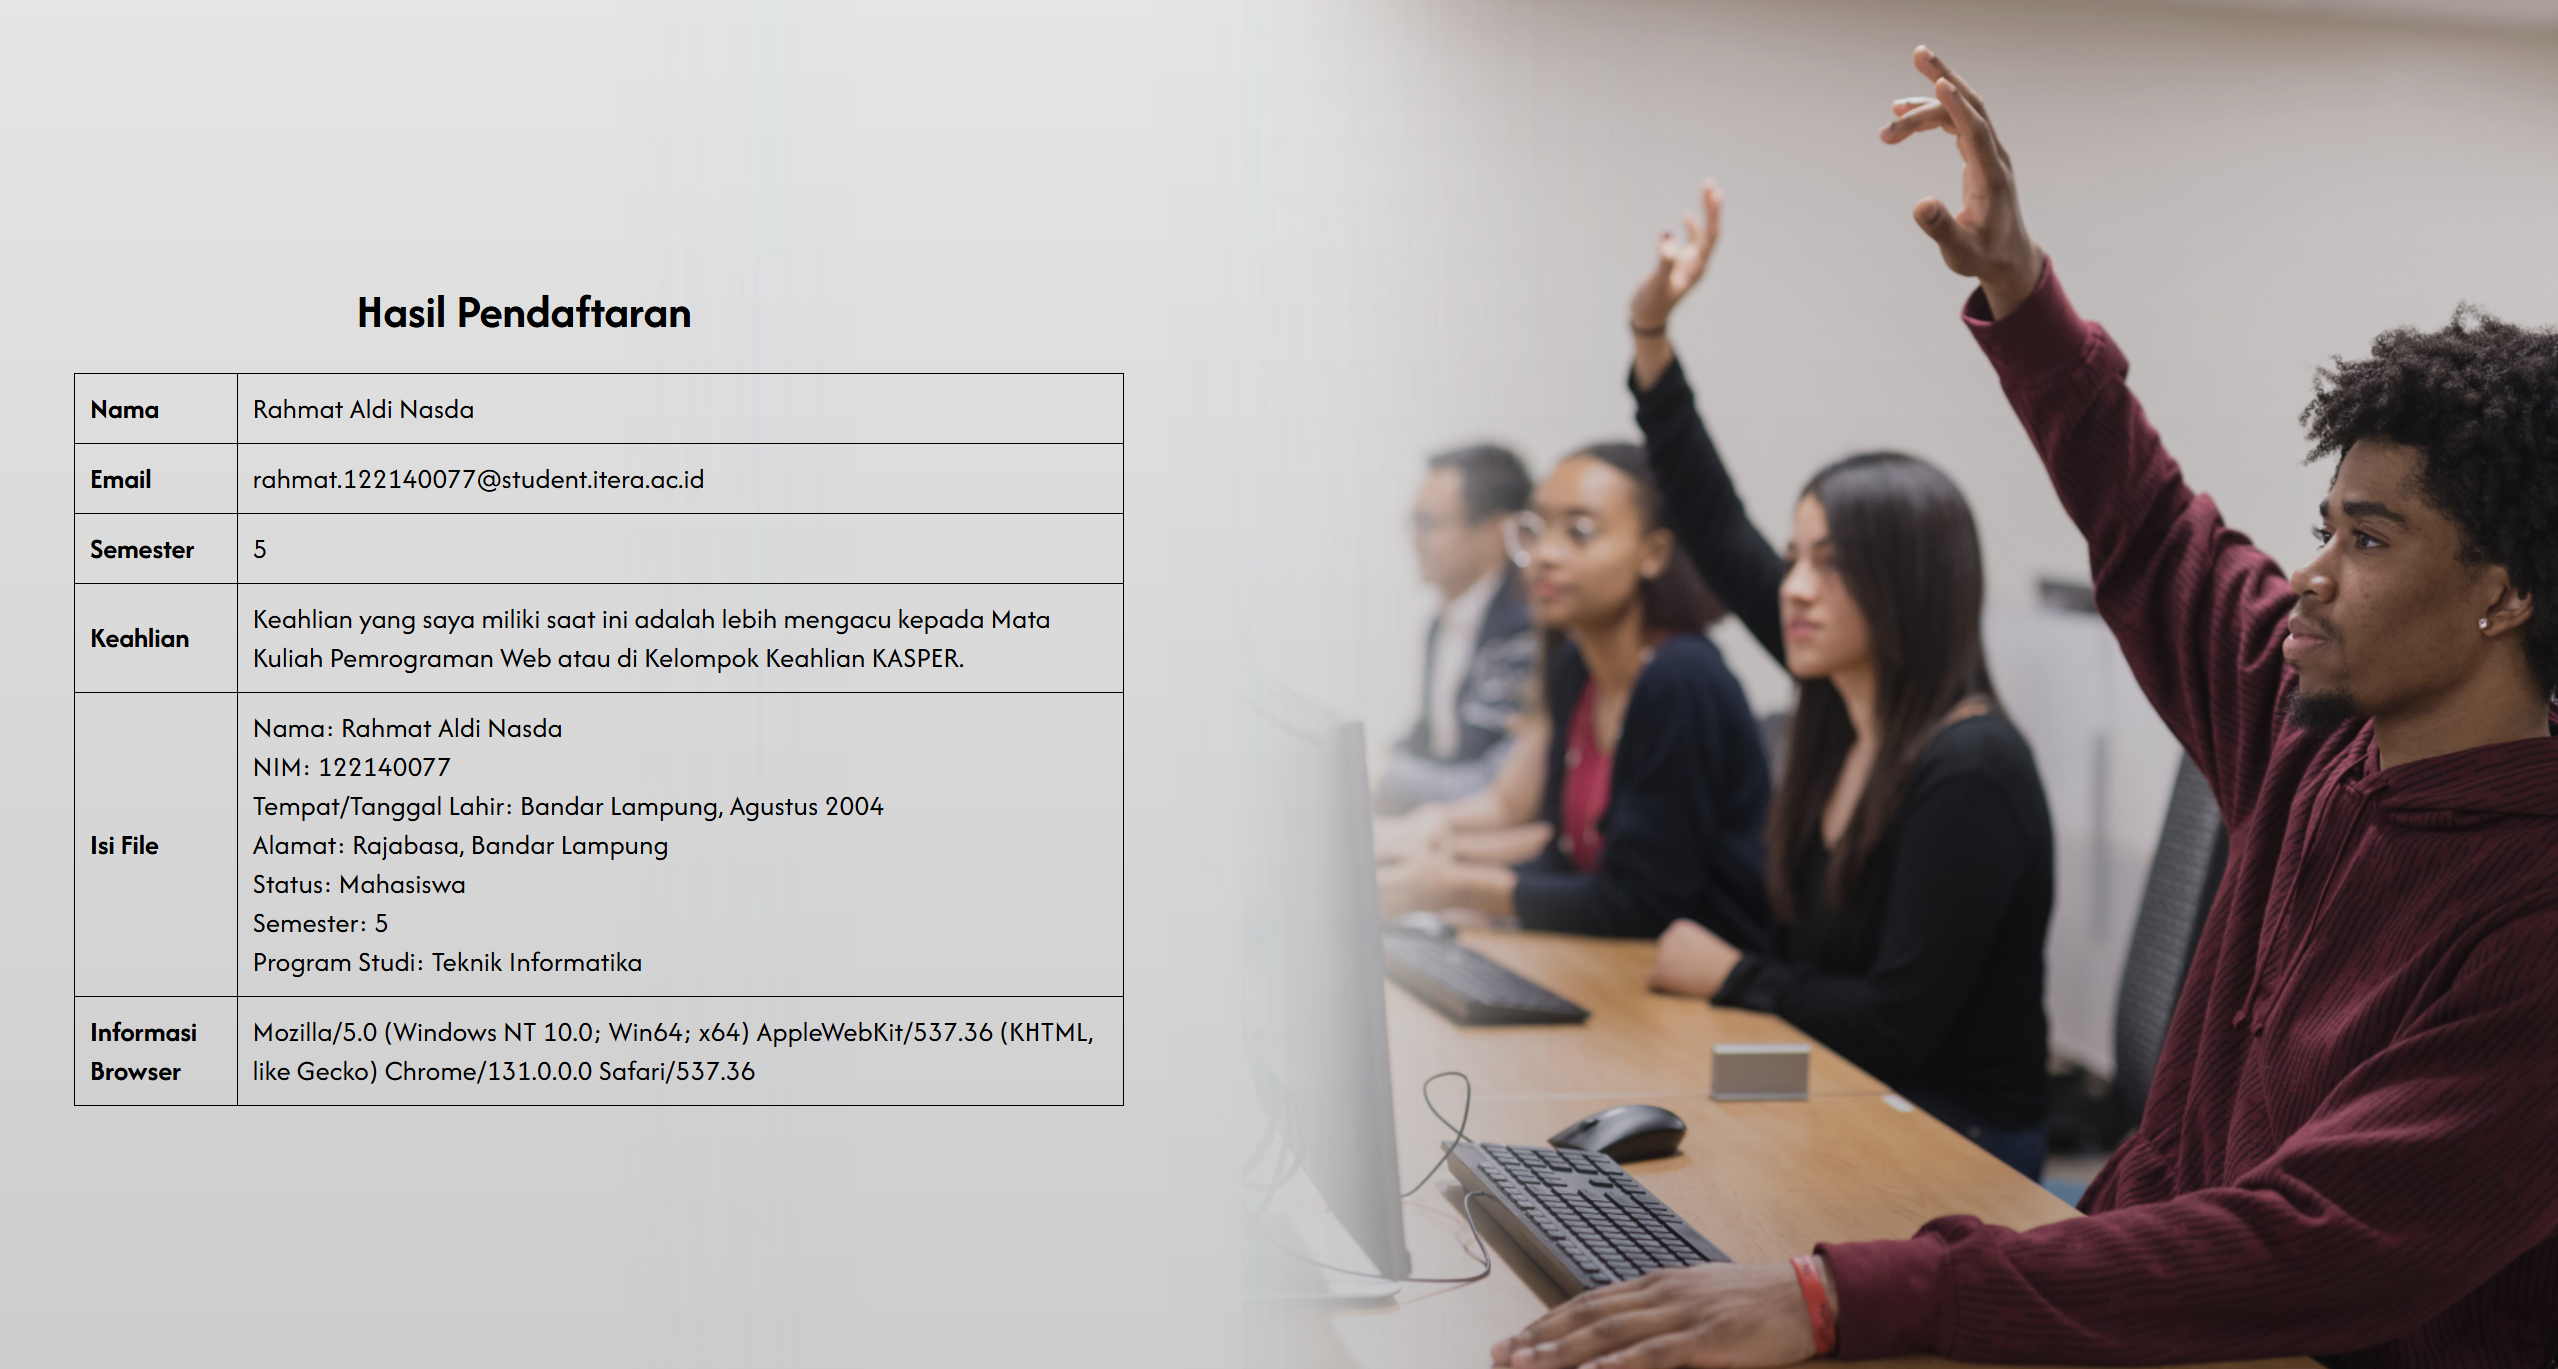 Hasil Pendaftaran
Nama
Rahmat Aldi Nasda
Email
rahmat.122140077@student.itera.ac.id
Semester
5
Keahlian
Keahlian yang saya miliki saat ini adalah lebih mengacu kepada Mata
Kuliah Pemrograman Web atau di Kelompok Keahlian KASPER.
Isi File
Nama: Rahmat Aldi Nasda
NIM: 122140077
Tempat/Tanggal Lahir: Bandar Lampung, Agustus 2004
Alamat: Rajabasa, Bandar Lampung
Status: Mahasiswa
Semester: 5
Program Studi: Teknik Informatika
Informasi
Browser
Mozilla/5.0 (Windows NT 10.0; Win64; x64) AppleWebKit/537.36 (KHTML,
like Gecko) Chrome/131.0.0.0 Safari/537.36